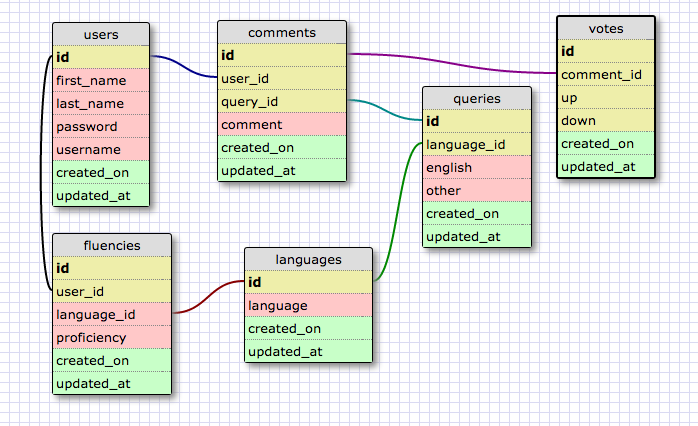 users
id
first_name
last_name
password
username
created_on
updated_at
comments
id
user_id
query_id
comment
created_on
updated_at
queries
id
language_id
english
other
created_on
updated_at
votes
id
comment_id
up
down
created_on
updated_at
fluencies
id
user_id
language_id
proficiency
created_on
updated_at
languages
id
language
created_on
updated_at